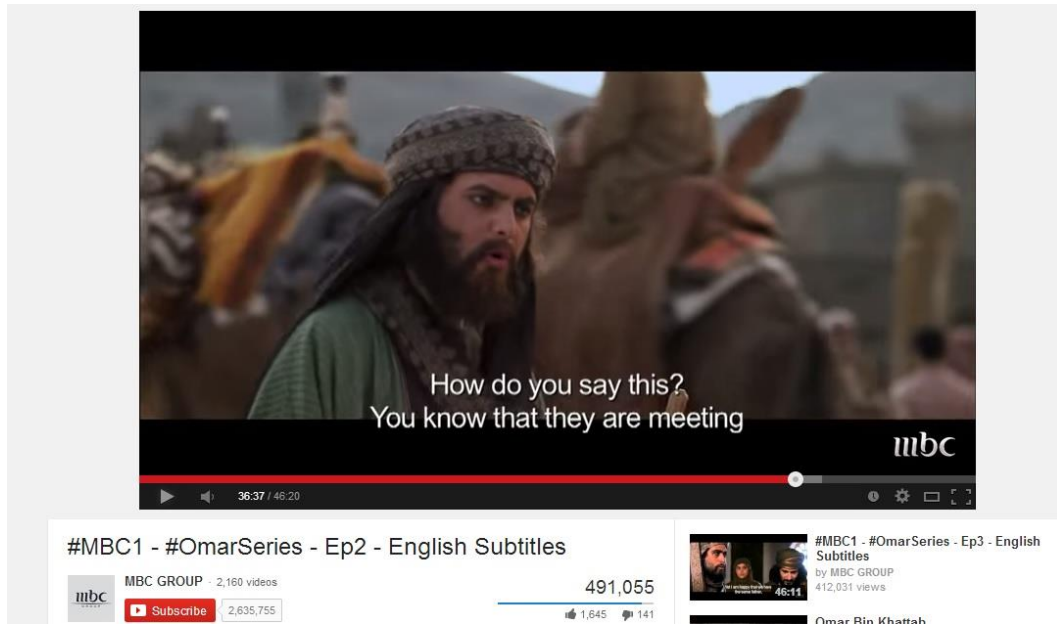 How do you say this?
You know that they are meeting
mbc
36:37 / 46:20
#MBC1 - #OmarSeries - Ep2 - English Subtitles
mbc
MBC GROUP · 2,160 videos
Subscribe 2,635,755
491,055
1,645 141
#MBC1 - #OmarSeries - Ep3 - English
Subtitles
by MBC GROUP
412,031 views
46:11
Omar Bin Khattab